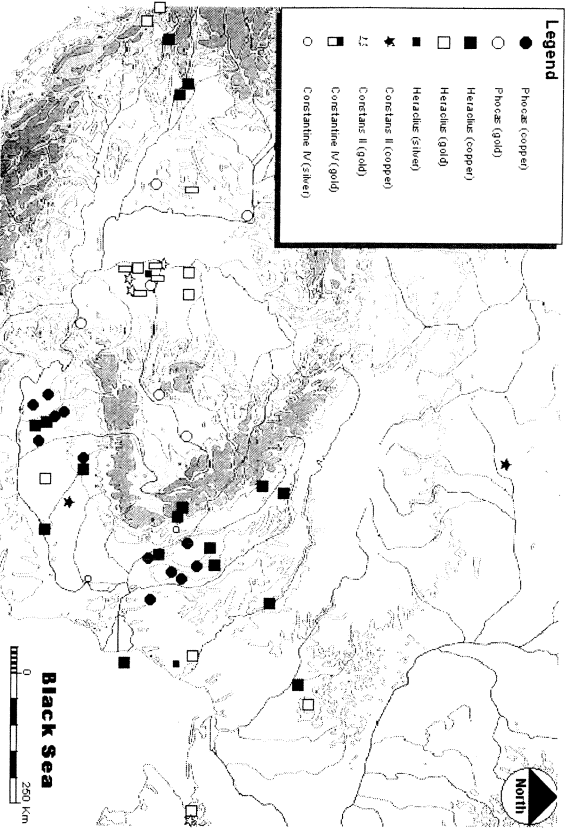 Legend
Phocas (copper)
Phocas (gold)
Heraclius (copper)
Heraclius (gold)
Heraclius (silver)
Constans II (copper)
Constans II (gold)
Constantine IV (gold)
Constantine IV (silver)
North
Black Sea
0 250 Km